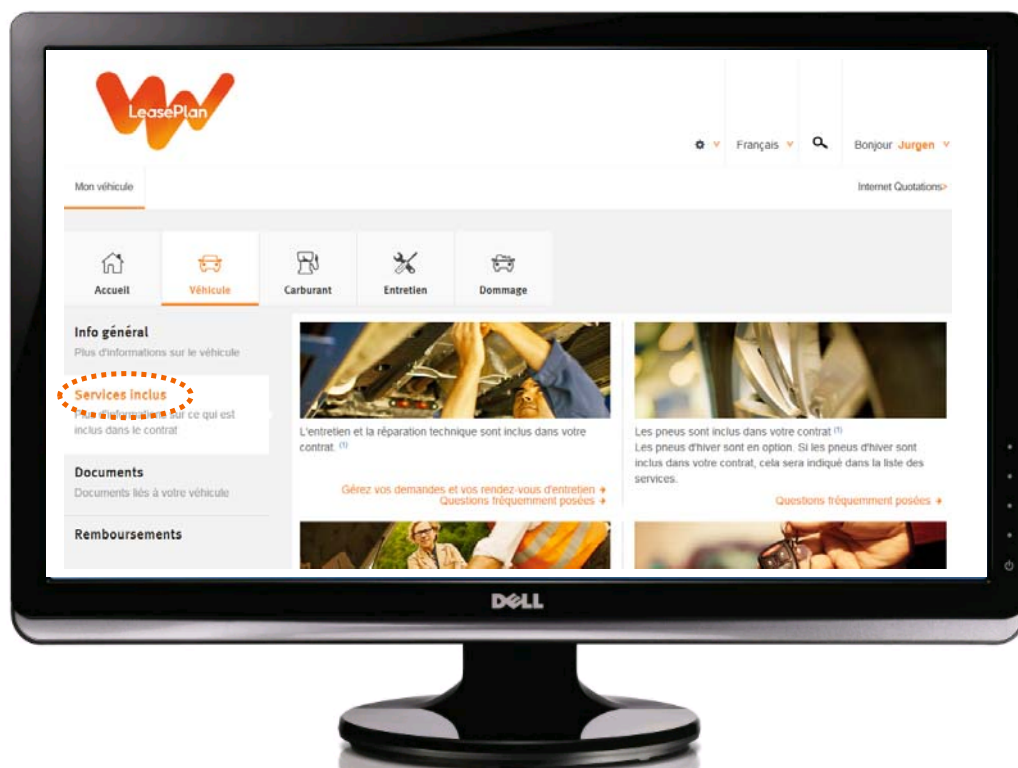 LeasePlan
Français
Bonjour Jurgen
Mon véhicule
Internet Quotations>
Accueil
Véhicule
Carburant
Entretien
Dommage
Info général
Plus d'informations sur le véhicule
Services inclus
Plus d'informations sur ce qui est
inclus dans le contrat
Documents
Documents liés à votre véhicule
Remboursements
L'entretien et la réparation technique sont inclus dans votre
contrat. (1)
Gérez vos demandes et vos rendez-vous d'entretien
Questions fréquemment posées
Les pneus sont inclus dans votre contrat (1)
Les pneus d'hiver sont en option. Si les pneus d'hiver sont
inclus dans votre contrat, cela sera indiqué dans la liste des
services.
Questions fréquemment posées
DELL